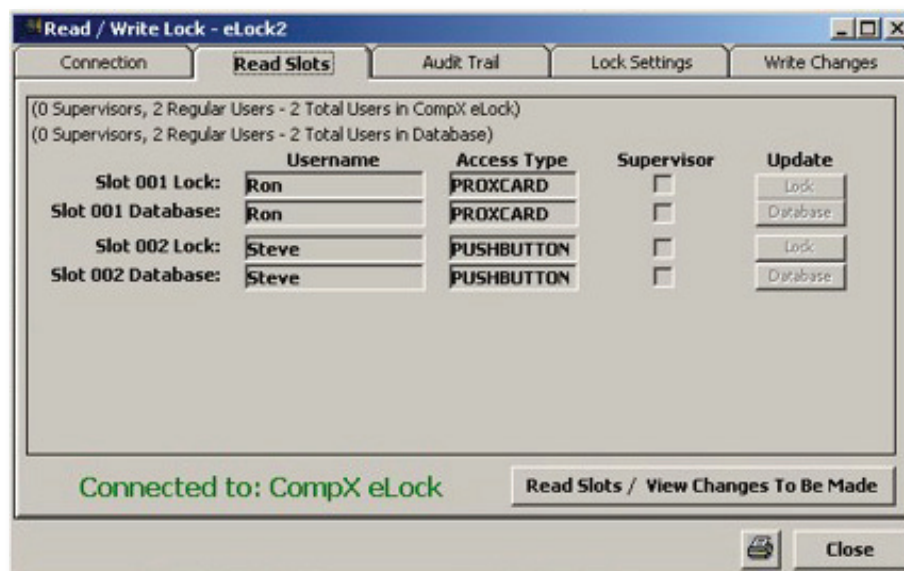 Read / Write Lock - eLock2
Connection Read Slots Audit Trail Lock Settings Write Changes
(0 Supervisors, 2 Regular Users - 2 Total Users in CompX eLock)
(0 Supervisors, 2 Regular Users - 2 Total Users in Database)
Username Access Type Supervisor Update
Slot 001 Lock: Ron PROXCARD Lock
Slot 001 Database: Ron PROXCARD Database
Slot 002 Lock: Steve PUSHBUTTON Lock
Slot 002 Database: Steve PUSHBUTTON Database
Connected to: CompX eLock Read Slots / View Changes To Be Made
Close